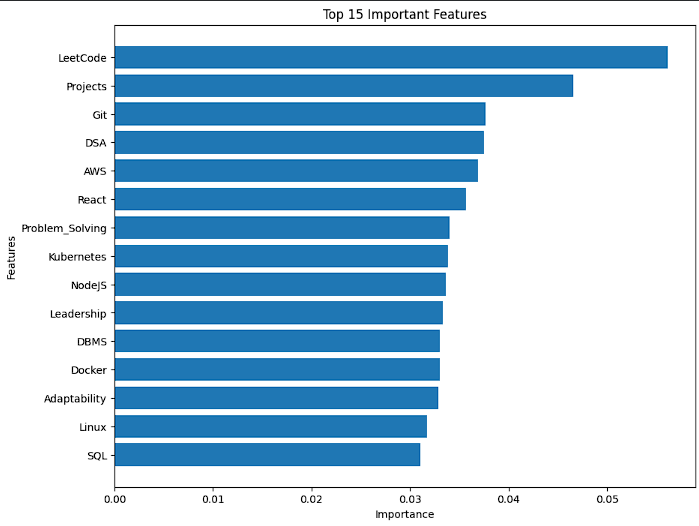 Top 15 Important Features
LeetCode
Projects
Git
DSA
AWS
React
Problem_Solving
Kubernetes
NodeJS
Leadership
DBMS
Docker
Adaptability
Linux
SQL
Features
0.00 0.01 0.02 0.03 0.04 0.05
Importance